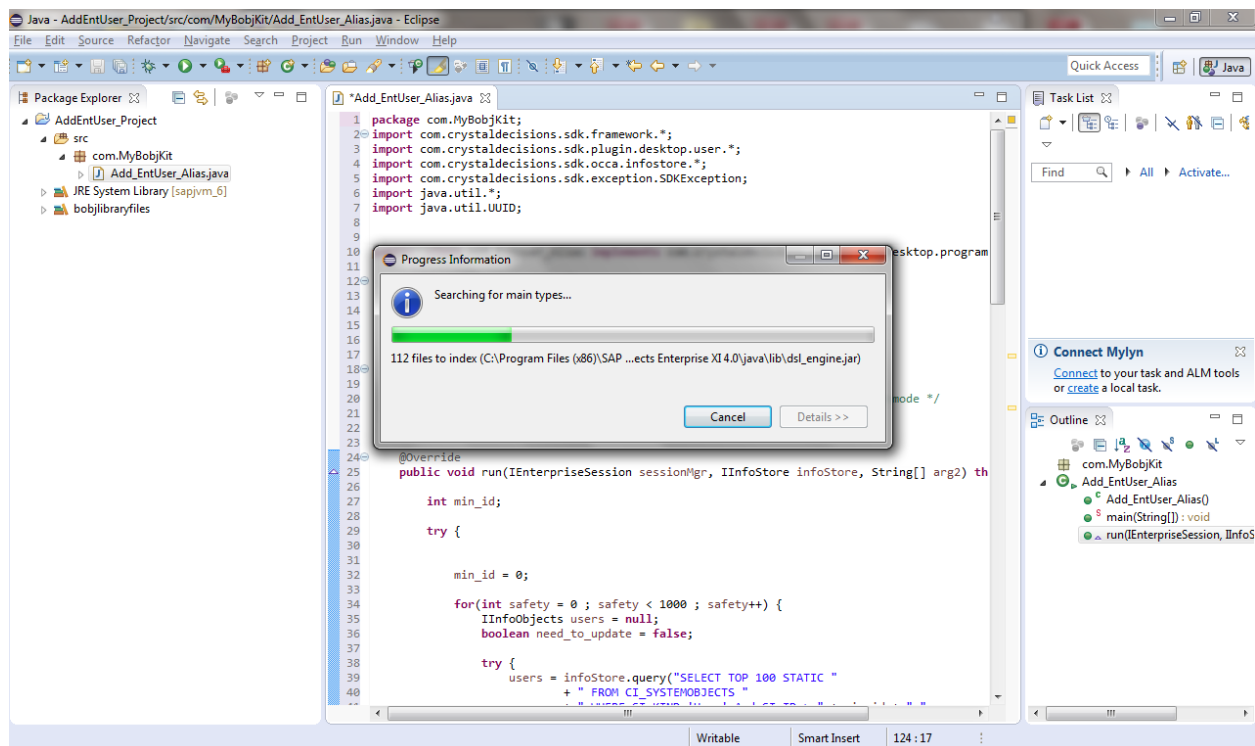 Java - AddEntUser_Project/src/com/MyBobjKit/Add_EntUser_Alias.java - Eclipse
File Edit Source Refactor Navigate Search Project Run Window Help
Quick Access
Java
Package Explorer
AddEntUser_Project
src
com.MyBobjKit
Add_EntUser_Alias.java
JRE System Library [sapjvm_6]
bobjlibraryfiles
*Add_EntUser_Alias.java
1 package com.MyBobjKit;
2 import com.crystaldecisions.sdk.framework.*;
3 import com.crystaldecisions.sdk.plugin.desktop.user.*;
4 import com.crystaldecisions.sdk.occa.infostore.*;
5 import com.crystaldecisions.sdk.exception.SDKException;
6 import java.util.*;
7 import java.util.UUID;
8
9
10 esktop.program
11
12
13
14
15
16
17
18
19
20 mode */
21
22
23
24 @Override
25 public void run(IEnterpriseSession sessionMgr, IInfoStore infoStore, String[] arg2) th
26
27 int min_id;
28
29 try {
30
31
32 min_id = 0;
33
34 for(int safety = 0 ; safety < 1000 ; safety++) {
35 IInfoObjects users = null;
36 boolean need_to_update = false;
37
38 try {
39 users = infoStore.query("SELECT TOP 100 STATIC "
40 + " FROM CI_SYSTEMOBJECTS "
Progress Information
Searching for main types...
112 files to index (C:\Program Files (x86)\SAP ...ects Enterprise XI 4.0\java\lib\dsl_engine.jar)
Cancel
Details >>
Task List
Find
All
Activate...
Connect Mylyn
Connect to your task and ALM tools
or create a local task.
Outline
com.MyBobjKit
Add_EntUser_Alias
Add_EntUser_Alias()
main(String[]) : void
run(IEnterpriseSession, IInfoS
Writable
Smart Insert
124 : 17